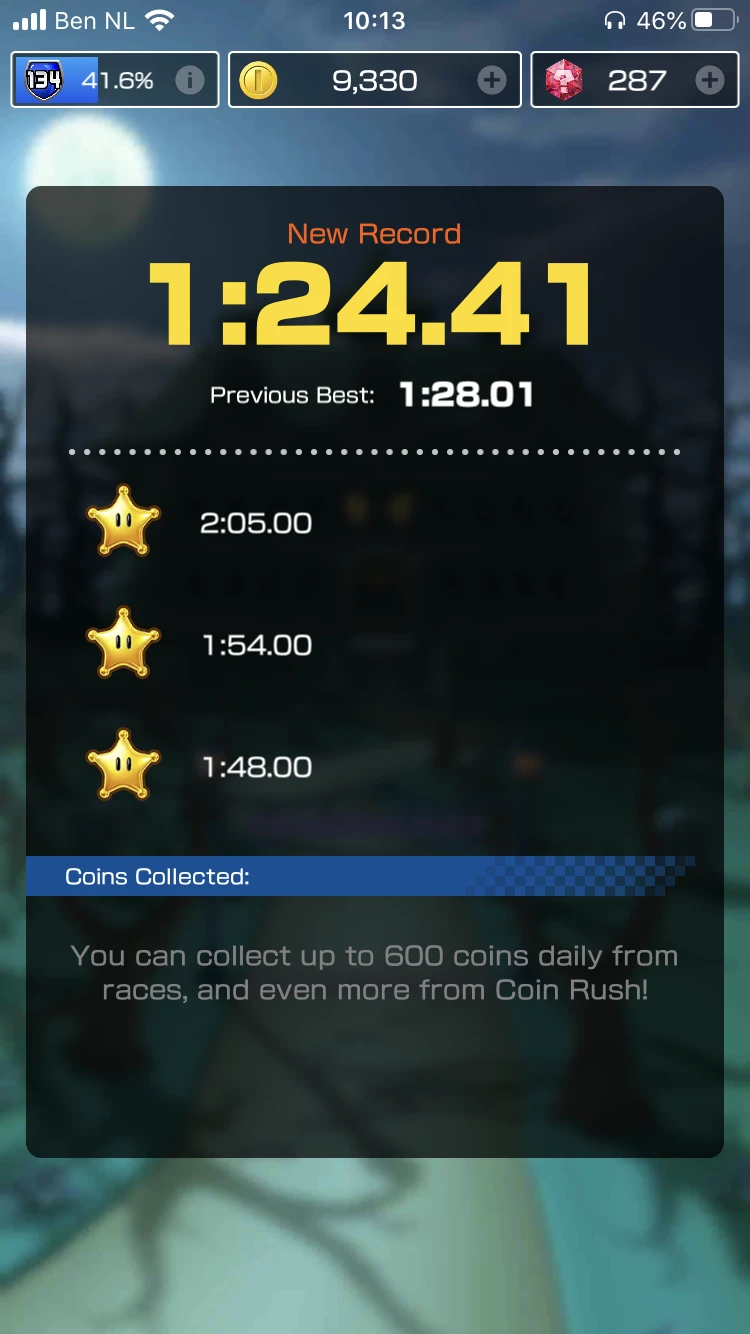 Ben NL 10:13 46%
134 41.6% i 9,330 + 287 +
New Record
1:24.41
Previous Best: 1:28.01
2:05.00
1:54.00
1:48.00
Coins Collected:
You can collect up to 600 coins daily from
races, and even more from Coin Rush!